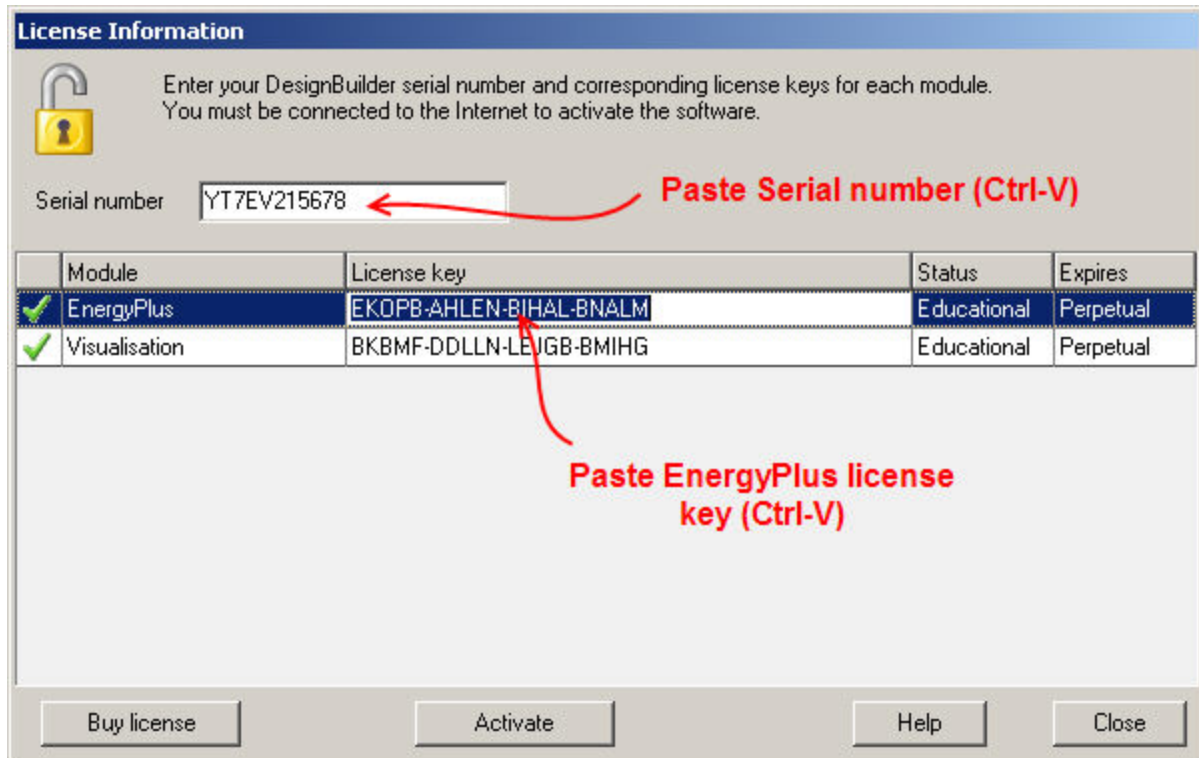 License Information
Enter your DesignBuilder serial number and corresponding license keys for each module.
You must be connected to the Internet to activate the software.
Serial number YT7EV215678 Paste Serial number (Ctrl-V)
Module License key Status Expires
EnergyPlus EKOPB-AHLEN-BIHAL-BNALM Educational Perpetual
Visualisation BKBMF-DDLLN-LEJGB-BMIHG Educational Perpetual
Paste EnergyPlus license
key (Ctrl-V)
Buy license Activate Help Close